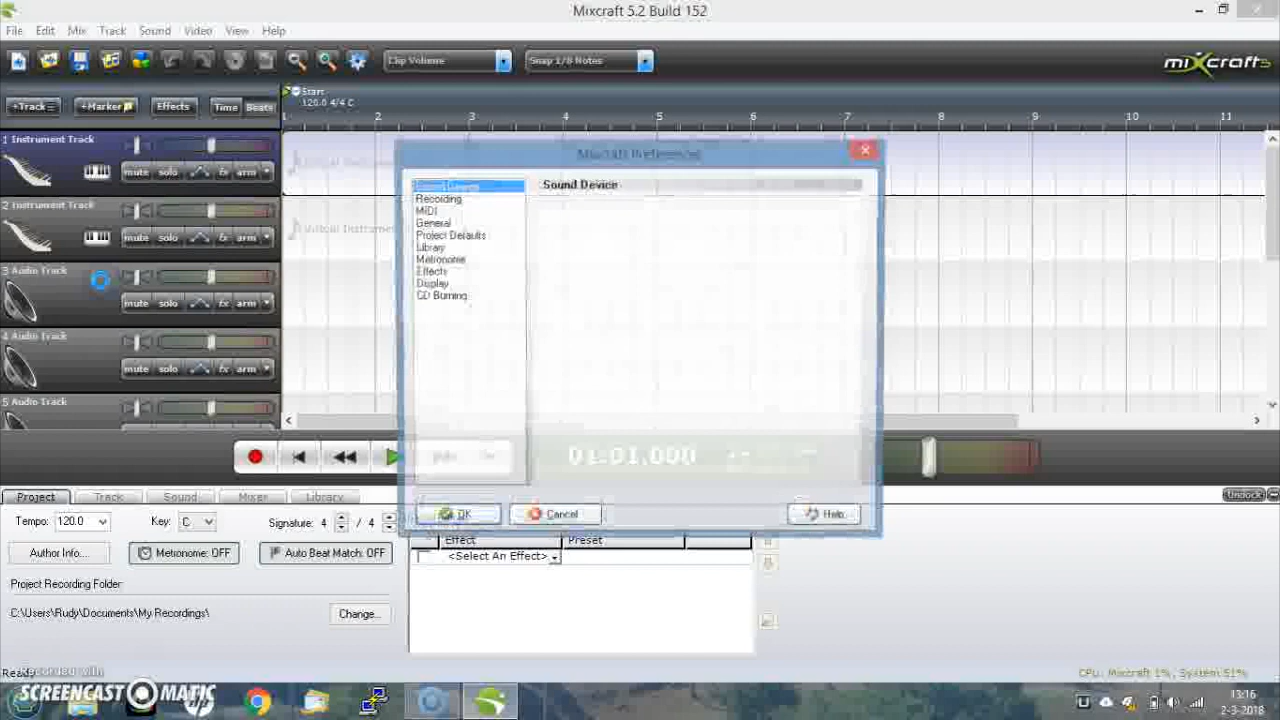 Mixcraft 5.2 Build 152
File Edit Mix Track Sound Video View Help
Clip Volume
Snap 1/8 Notes
mixcraft5
+Track
+Marker
Effects
Time
Beats
Start
120.0 4/4 C
1 2 3 4 5 6 7 8 9 10 11
1 Instrument Track
mute solo fx arm
2 Instrument Track
mute solo fx arm
3 Audio Track
mute solo fx arm
4 Audio Track
mute solo fx arm
5 Audio Track
Mixcraft Preferences
Sound Device
Recording
MIDI
General
Project Defaults
Library
Metronome
Effects
Display
CD Burning
Sound Device
01:01.000
OK
Cancel
Help
Project
Track
Sound
Mixer
Library
Undock
Tempo: 120.0
Key: C
Signature: 4 / 4
Author Info...
Metronome: OFF
Auto Beat Match: OFF
Project Recording Folder
C:\Users\Rudy\Documents\My Recordings\
Change...
Effect
Preset
<Select An Effect>
Ready
CPU: Mixcraft 1%, System 51%
Recorded with
SCREENCAST MATIC
13:16
2-3-2018